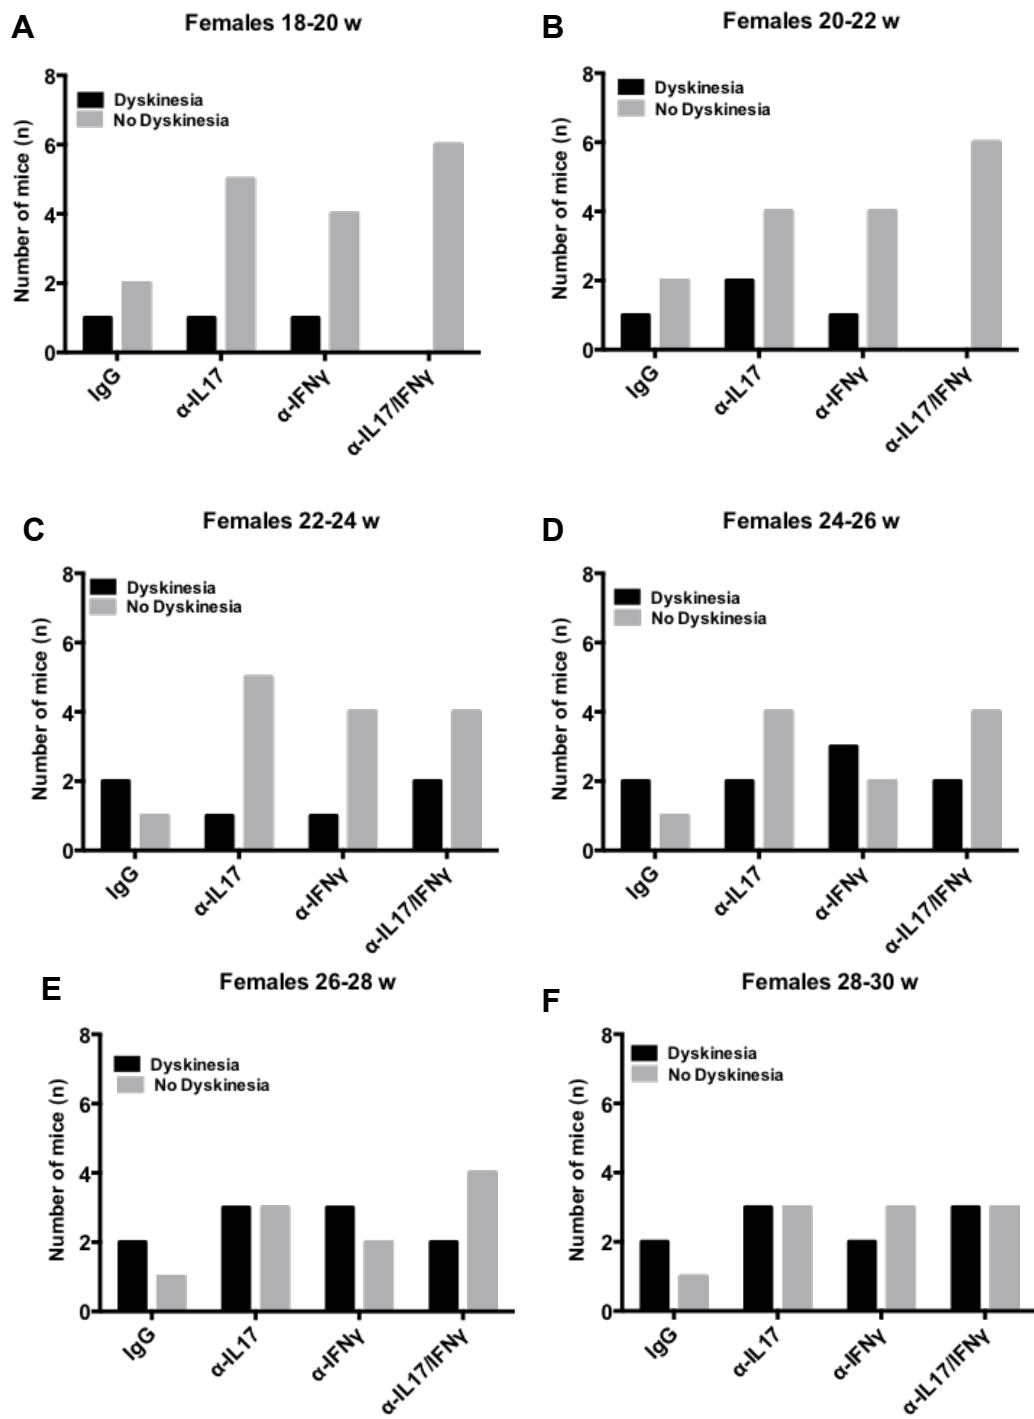 A
Females 18-20 w
Number of mice (n)
8
6
4
2
0
Dyskinesia
No Dyskinesia
IgG
α-IL17
α-IFNγ
α-IL17/IFNγ
B
Females 20-22 w
Number of mice (n)
8
6
4
2
0
Dyskinesia
No Dyskinesia
IgG
α-IL17
α-IFNγ
α-IL17/IFNγ
C
Females 22-24 w
Number of mice (n)
8
6
4
2
0
Dyskinesia
No Dyskinesia
IgG
α-IL17
α-IFNγ
α-IL17/IFNγ
D
Females 24-26 w
Number of mice (n)
8
6
4
2
0
Dyskinesia
No Dyskinesia
IgG
α-IL17
α-IFNγ
α-IL17/IFNγ
E
Females 26-28 w
Number of mice (n)
8
6
4
2
0
Dyskinesia
No Dyskinesia
IgG
α-IL17
α-IFNγ
α-IL17/IFNγ
F
Females 28-30 w
Number of mice (n)
8
6
4
2
0
Dyskinesia
No Dyskinesia
IgG
α-IL17
α-IFNγ
α-IL17/IFNγ